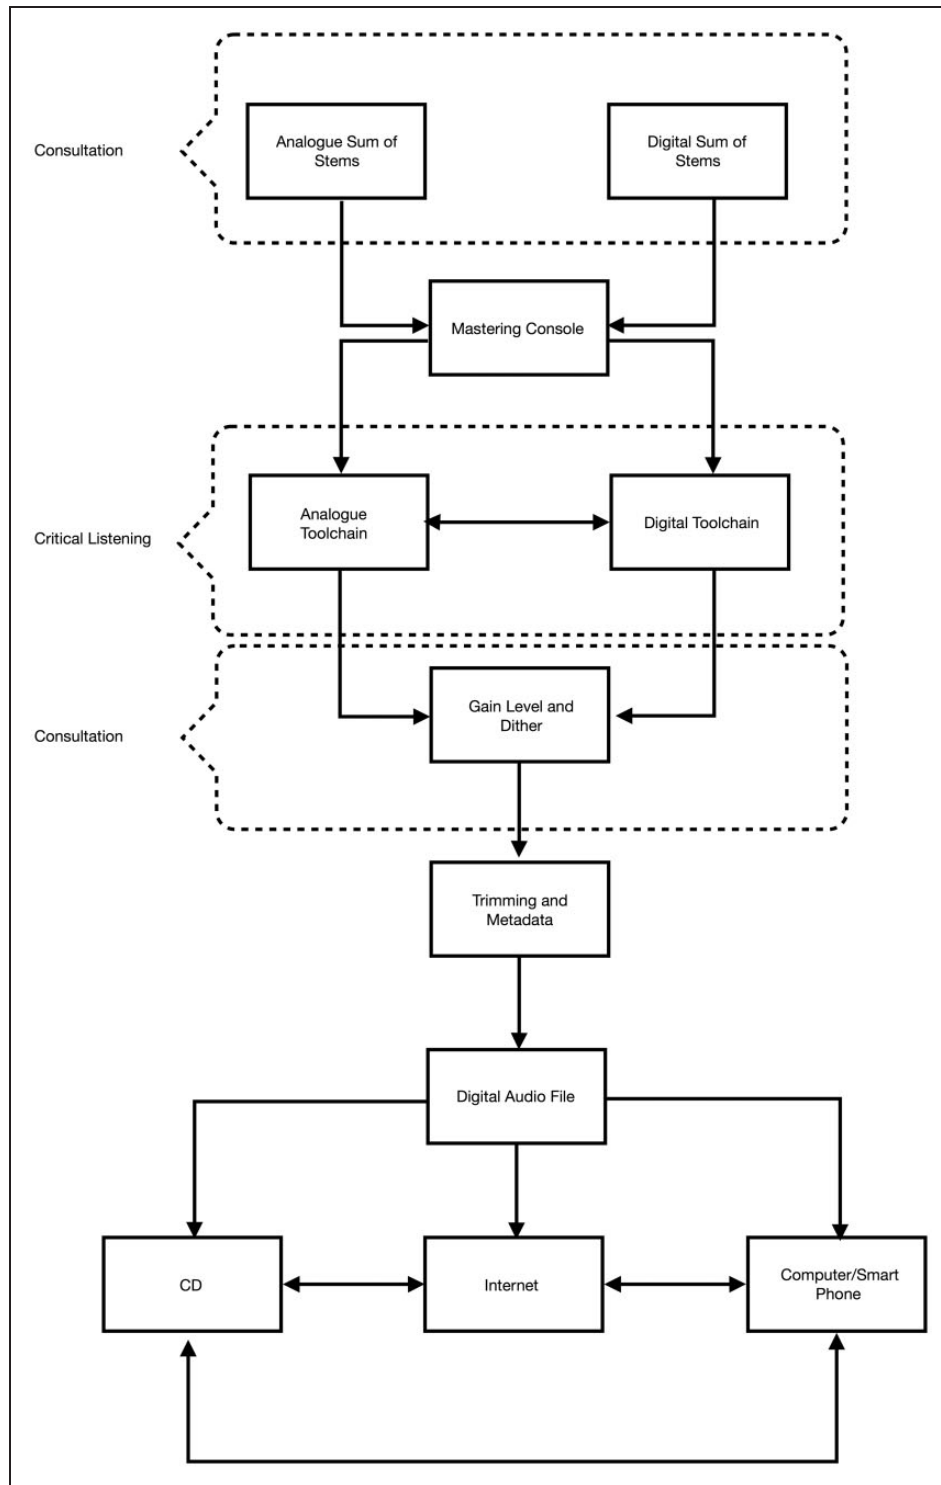 Consultation
Analogue Sum of
Stems
Digital Sum of
Stems
Mastering Console
Critical Listening
Analogue
Toolchain
Digital Toolchain
Consultation
Gain Level and
Dither
Trimming and
Metadata
Digital Audio File
CD
Internet
Computer/Smart
Phone